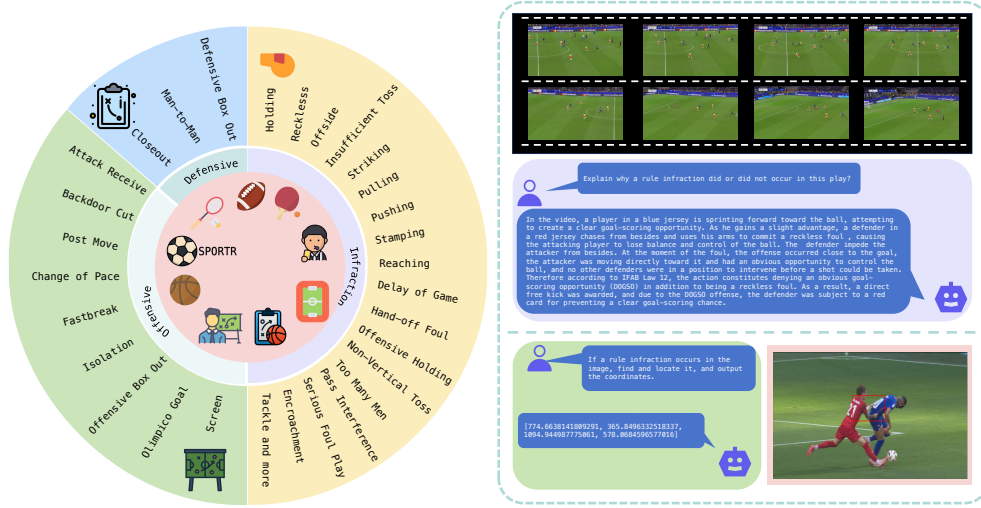 Defensive Box Out
Man-to-Man
Closeout
Attack Receive
Backdoor Cut
Post Move
Change of Pace
Fastbreak
Isolation
Offensive Box Out
Olimpico Goal
Screen
Holding
Recklesss
Offside
Insufficient Toss
Striking
Pulling
Pushing
Stamping
Reaching
Delay of Game
Hand-off Foul
Offensive Holding
Non-Vertical Toss
Too Many Men
Pass Interference
Serious Foul Play
Encroachment
Tackle and more
Defensive
Infraction
Offensive
SPORTR
Explain why a rule infraction did or did not occur in this play?
In the video, a player in a blue jersey is sprinting forward toward the ball, attempting
to create a clear goal-scoring opportunity. As he gains a slight advantage, a defender in
a red jersey chases from besides and uses his arms to commit a reckless foul , causing
the attacking player to lose balance and control of the ball. The  defender impede the
attacker from besides. At the moment of the foul, the offense occurred close to the goal,
the attacker was moving directly toward it and had an obvious opportunity to control the
ball, and no other defenders were in a position to intervene before a shot could be taken.
Therefore according to IFAB Law 12, the action constitutes denying an obvious goal-
scoring opportunity (DOGSO) in addition to being a reckless foul. As a result, a direct
free kick was awarded, and due to the DOGSO offense, the defender was subject to a red
card for preventing a clear goal-scoring chance.
If a rule infraction occurs in the
image, find and locate it, and output
the coordinates.
[774.6638141809291, 365.8496332518337,
1094.944987775061, 578.0684596577016]
21